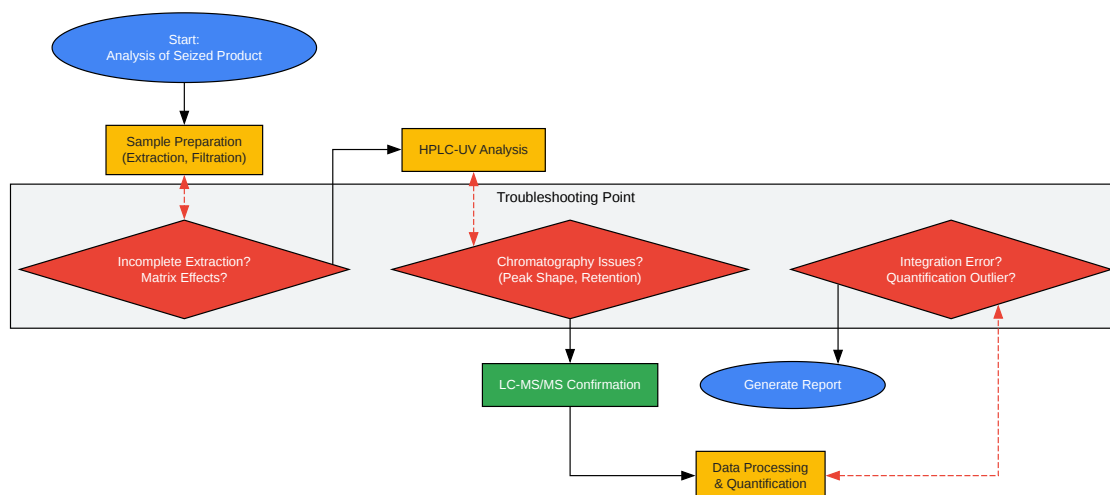 Start:
Analysis of Seized Product
Sample Preparation
(Extraction, Filtration)
HPLC-UV Analysis
Troubleshooting Point
Incomplete Extraction?
Matrix Effects?
Chromatography Issues?
(Peak Shape, Retention)
Integration Error?
Quantification Outlier?
LC-MS/MS Confirmation
Generate Report
Data Processing
& Quantification